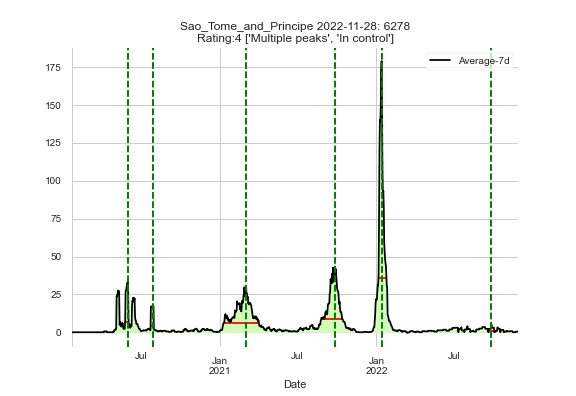 Sao_Tome_and_Principe 2022-11-28: 6278
Rating:4 ['Multiple peaks', 'In control']
Average-7d
175
150
125
100
75
50
25
0
Jul
Jan
2021
Jul
Jan
2022
Jul
Date